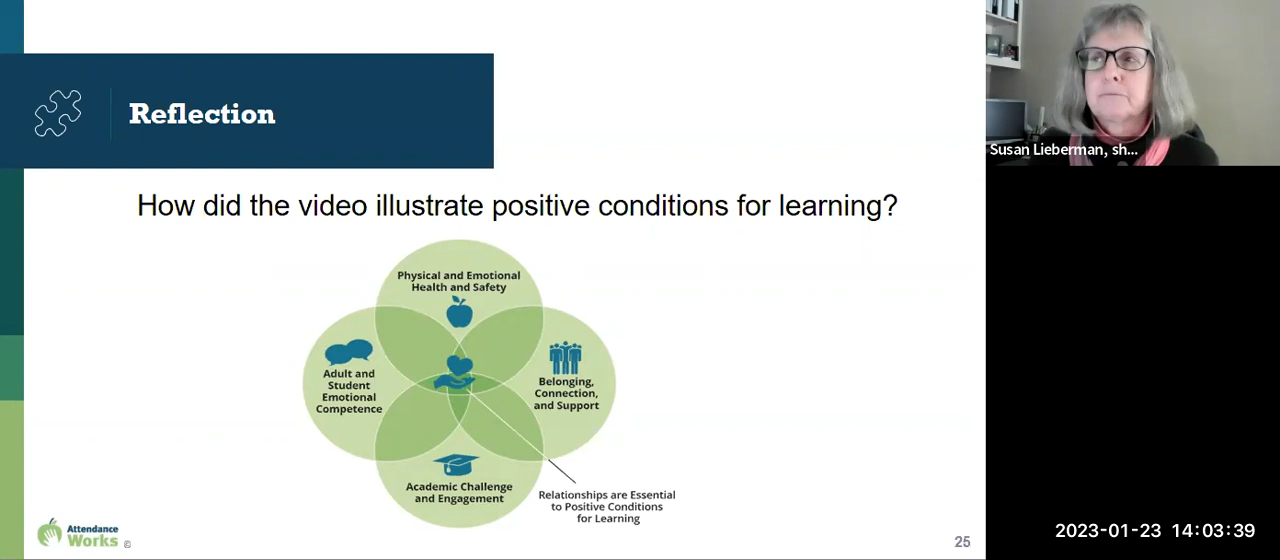 Reflection
Susan Lieberman, sh...
How did the video illustrate positive conditions for learning?
Physical and Emotional
Health and Safety
Adult and
Student
Emotional
Competence
Belonging,
Connection,
and Support
Academic Challenge
and Engagement
Relationships are Essential
to Positive Conditions
for Learning
Attendance
Works ©
25
2023-01-23 14:03:39